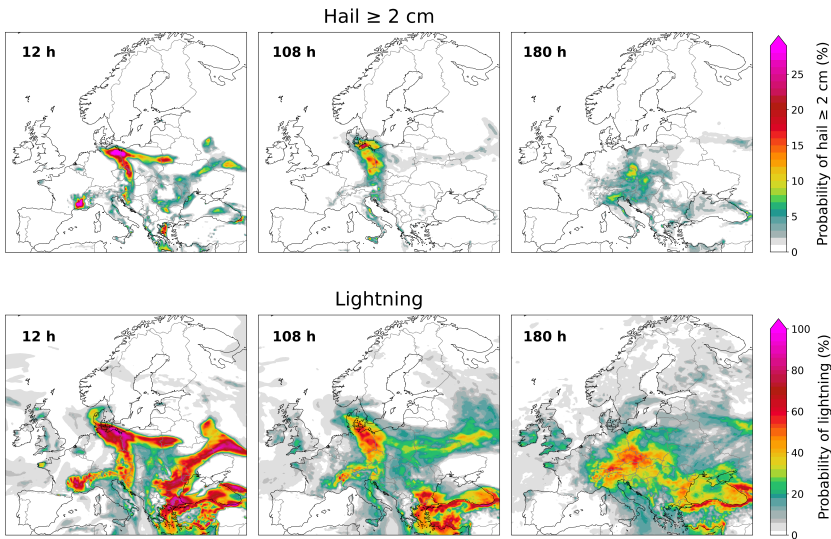 Hail ≥ 2 cm
12 h
108 h
180 h
25
20
15
10
5
0
Probability of hail ≥ 2 cm (%)
Lightning
12 h
108 h
180 h
100
80
60
40
20
0
Probability of lightning (%)